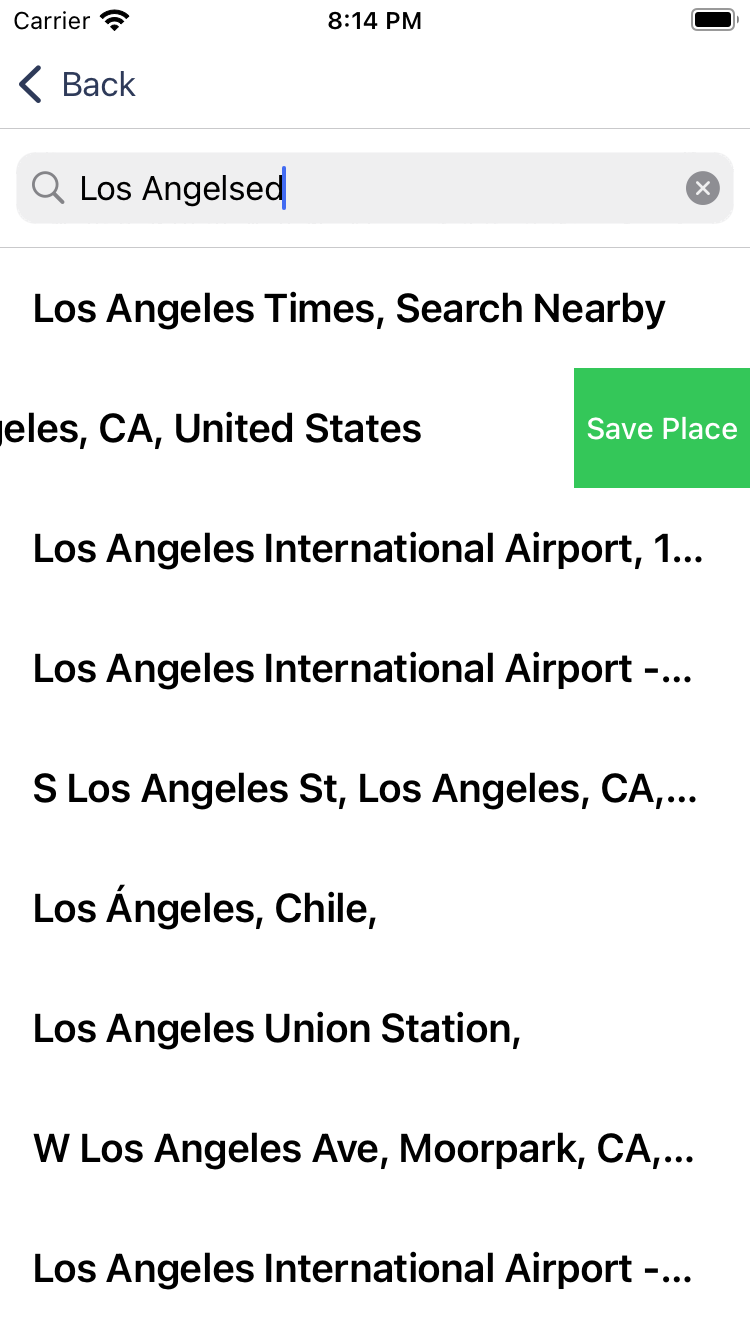 Carrier 8:14 PM
Back
Los Angelsed
Los Angeles Times, Search Nearby
geles, CA, United States Save Place
Los Angeles International Airport, 1...
Los Angeles International Airport -...
S Los Angeles St, Los Angeles, CA,...
Los Ángeles, Chile,
Los Angeles Union Station,
W Los Angeles Ave, Moorpark, CA,...
Los Angeles International Airport -...